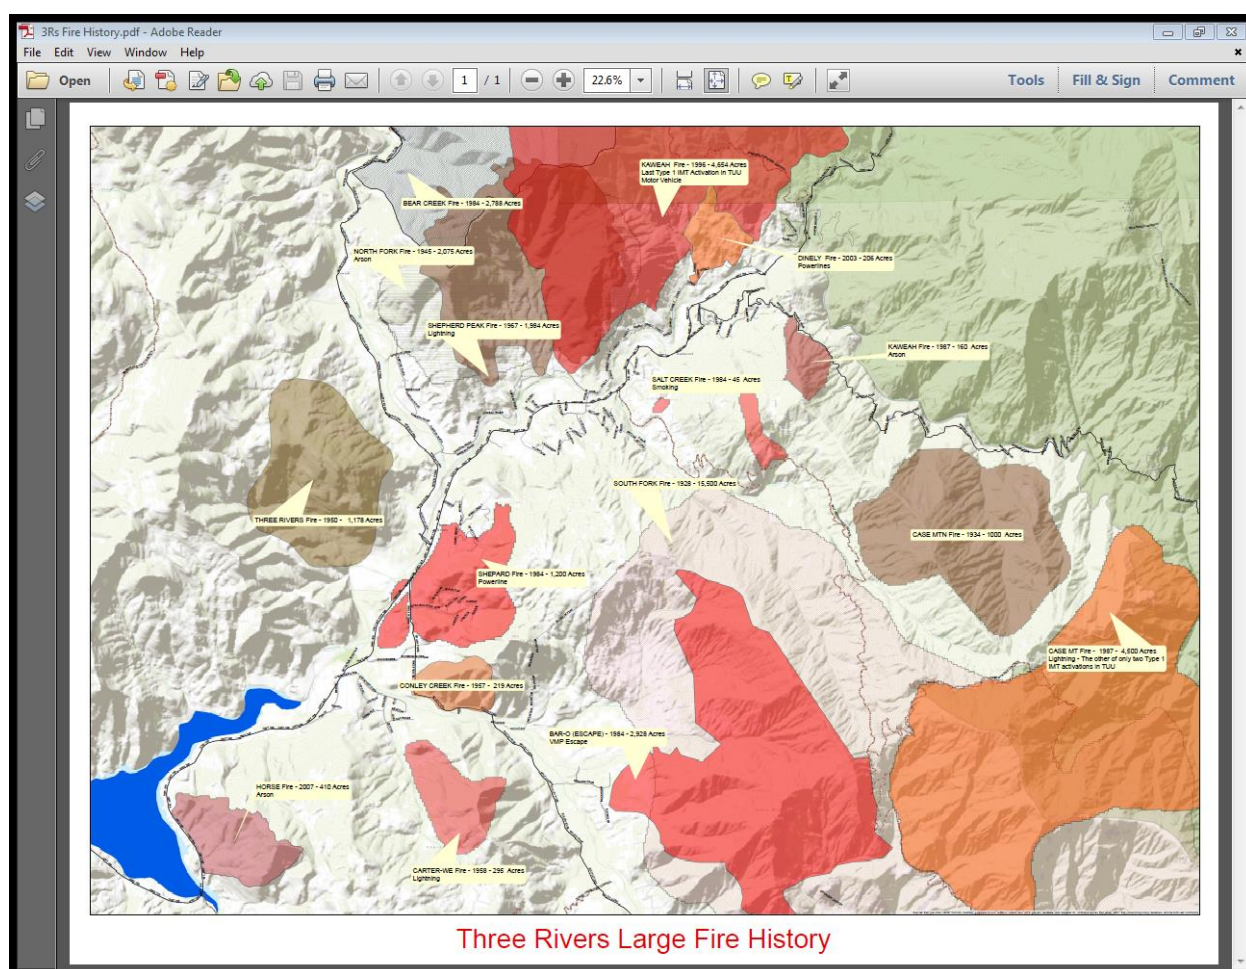 3Rs Fire History.pdf - Adobe Reader
File Edit View Window Help
Open 1 / 1 22.6% Tools Fill & Sign Comment
KAWEAH Fire - 1996 - 4,654 Acres
Last Type 1 IMT Activation in TUU
Motor Vehicle
BEAR CREEK Fire - 1984 - 2,788 Acres
NORTH FORK Fire - 1945 - 2,075 Acres
Arson
DINELY Fire - 2003 - 206 Acres
Powerlines
SHEPHERD PEAK Fire - 1967 - 1,984 Acres
Lightning
KAWEAH Fire - 1987 - 160 Acres
Arson
SALT CREEK Fire - 1984 - 45 Acres
Smoking
SOUTH FORK Fire - 1928 - 15,500 Acres
THREE RIVERS Fire - 1950 - 1,178 Acres
CASE MTN Fire - 1934 - 1000 Acres
SHEPARD Fire - 1984 - 1,200 Acres
Powerline
CASE MT Fire - 1987 - 4,600 Acres
Lightning - The other of only two Type 1
IMT activations in TUU
CONLEY CREEK Fire - 1957 - 219 Acres
BAR-O (ESCAPE) - 1984 - 2,928 Acres
VMP Escape
HORSE Fire - 2007 - 410 Acres
Arson
CARTER-WE Fire - 1958 - 295 Acres
Lightning
Three Rivers Large Fire History